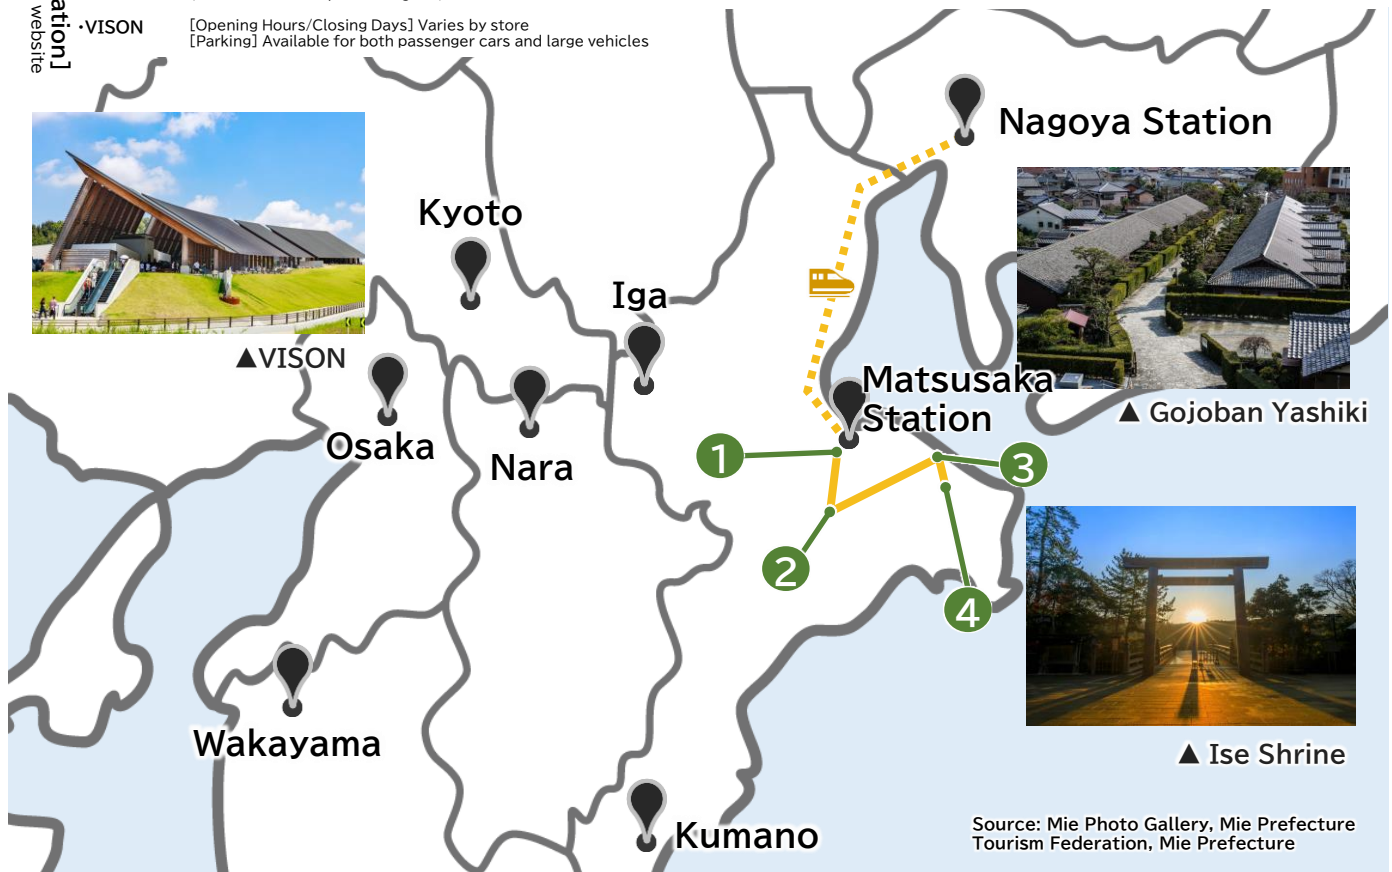 ation]
website
・VISON
[Opening Hours/Closing Days] Varies by store
[Parking] Available for both passenger cars and large vehicles
Nagoya Station
Kyoto
Iga
▲VISON
Matsusaka
Station
▲ Gojoban Yashiki
Osaka
Nara
1
3
2
4
Wakayama
▲ Ise Shrine
Kumano
Source: Mie Photo Gallery, Mie Prefecture
Tourism Federation, Mie Prefecture